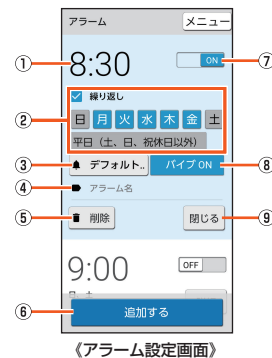 アラーム メニュー
① 8:30 ON ⑦
繰り返し
② 日 月 火 水 木 金 土
平日（土、日、祝休日以外）
③ デフォルト.. バイブ ON ⑧
④ アラーム名
⑤ 削除 閉じる ⑨
9:00 OFF
⑥ 追加する
《アラーム設定画面》